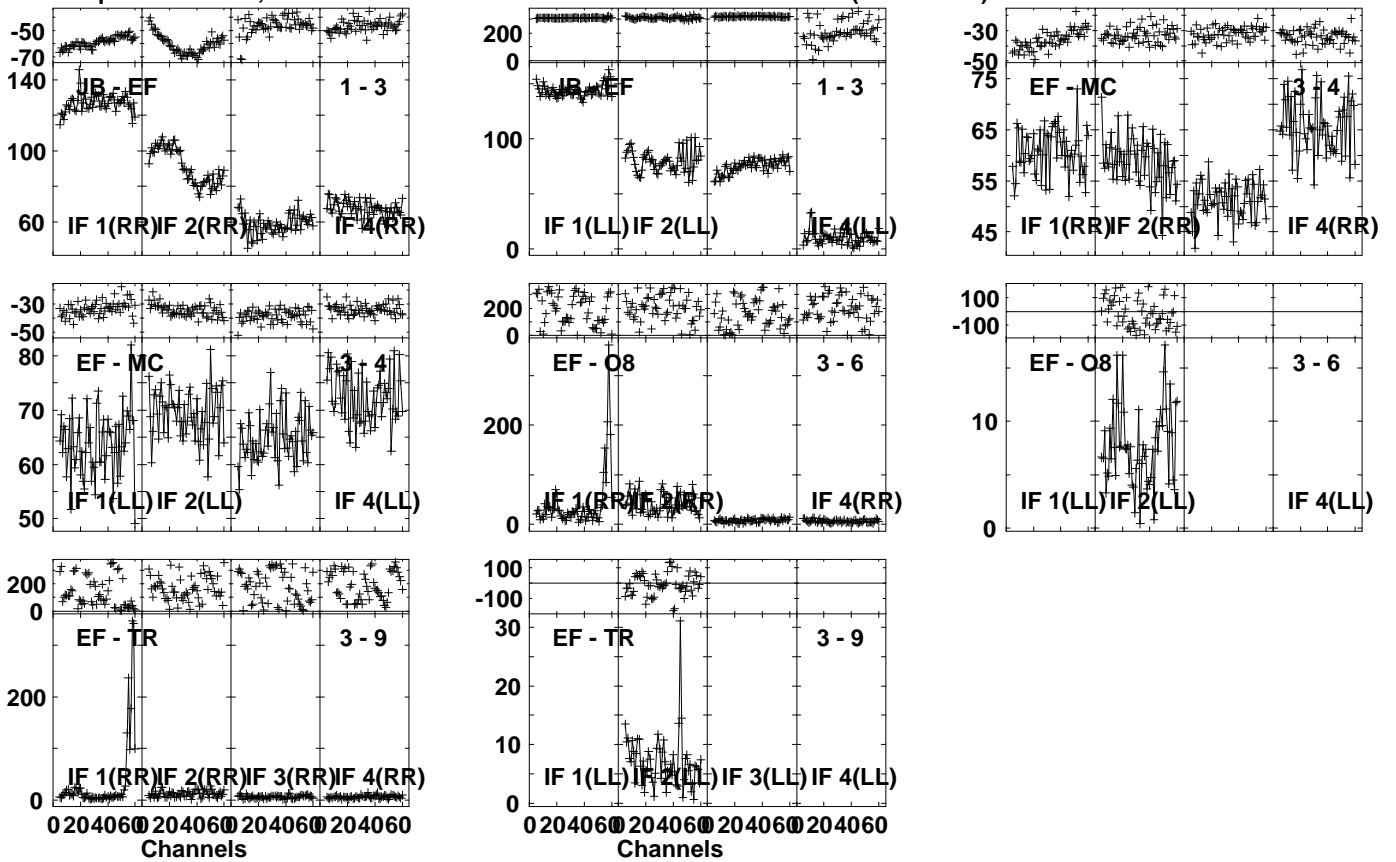 -50
-70
140
100
60
JB - EF
1 - 3
IF 1(RR)
IF 2(RR)
IF 4(RR)
200
0
100
0
JB - EF
1 - 3
IF 1(LL)
IF 2(LL)
IF 4(LL)
-30
-50
75
65
55
45
EF - MC
3 - 4
IF 1(RR)
IF 2(RR)
IF 4(RR)
-30
-50
80
70
60
50
EF - MC
3 - 4
IF 1(LL)
IF 2(LL)
IF 4(LL)
200
0
200
0
EF - O8
3 - 6
IF 1(RR)
IF 2(RR)
IF 4(RR)
100
-100
10
0
EF - O8
3 - 6
IF 1(LL)
IF 2(LL)
IF 4(LL)
200
0
200
0
EF - TR
3 - 9
IF 1(RR)
IF 2(RR)
IF 3(RR)
IF 4(RR)
0 20 40 60 0 20 40 60 0 20 40 60 0 20 40 60
Channels
100
-100
30
20
10
0
EF - TR
3 - 9
IF 1(LL)
IF 2(LL)
IF 3(LL)
IF 4(LL)
0 20 40 60 0 20 40 60 0 20 40 60 0 20 40 60
Channels